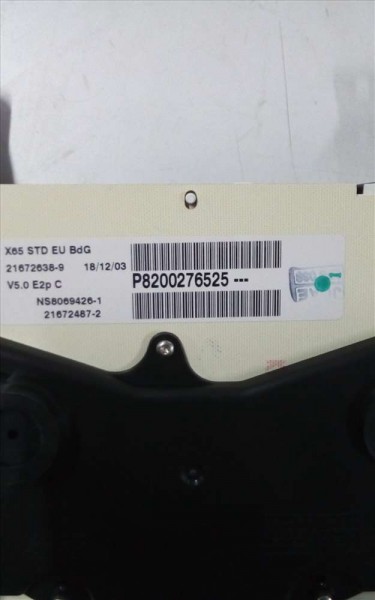 X65 STD EU BdG
21672638-9 18/12/03
V5.0 E2p C
P8200276525---
NS8069426-1
21672487-2